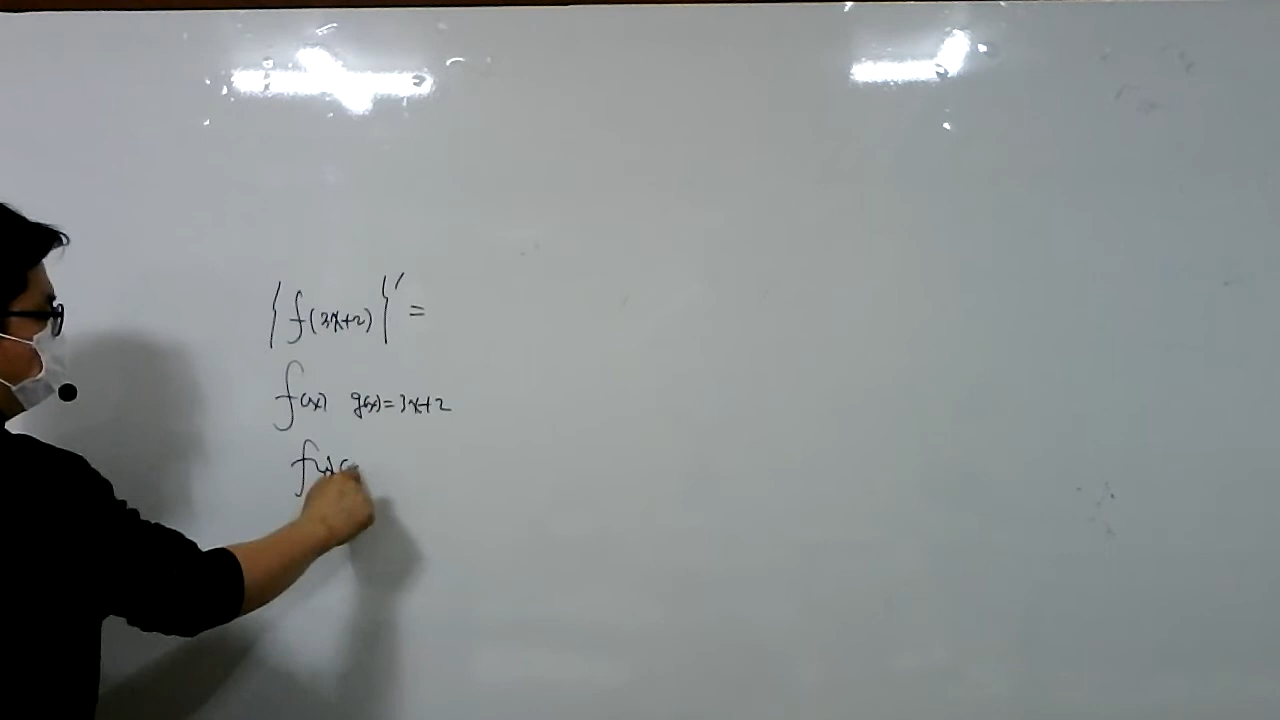 {f(3x+2)}' =
f(x) g(x)=3x+2